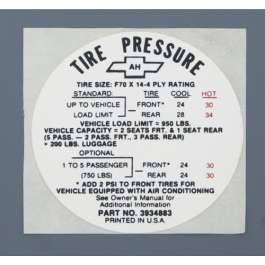 TIRE PRESSURE
AH
TIRE SIZE: F70 X 14-4 PLY RATING
STANDARD: TIRE COOL HOT
UP TO VEHICLE FRONT* 24 30
LOAD LIMIT REAR 28 34
VEHICLE LOAD LIMIT = 950 LBS.
VEHICLE CAPACITY = 2 SEATS FRT. & 1 SEAT REAR
(5 PASS. - 2 PASS. FRT., 3 PASS. REAR)
+ 200 LBS. LUGGAGE
OPTIONAL
1 TO 5 PASSENGER FRONT* 24 30
(750 LBS) REAR 24 30
* ADD 2 PSI TO FRONT TIRES FOR
VEHICLE EQUIPPED WITH AIR CONDITIONING
See Owner's Manual for
Additional Information
PART NO. 3934883
PRINTED IN U.S.A.